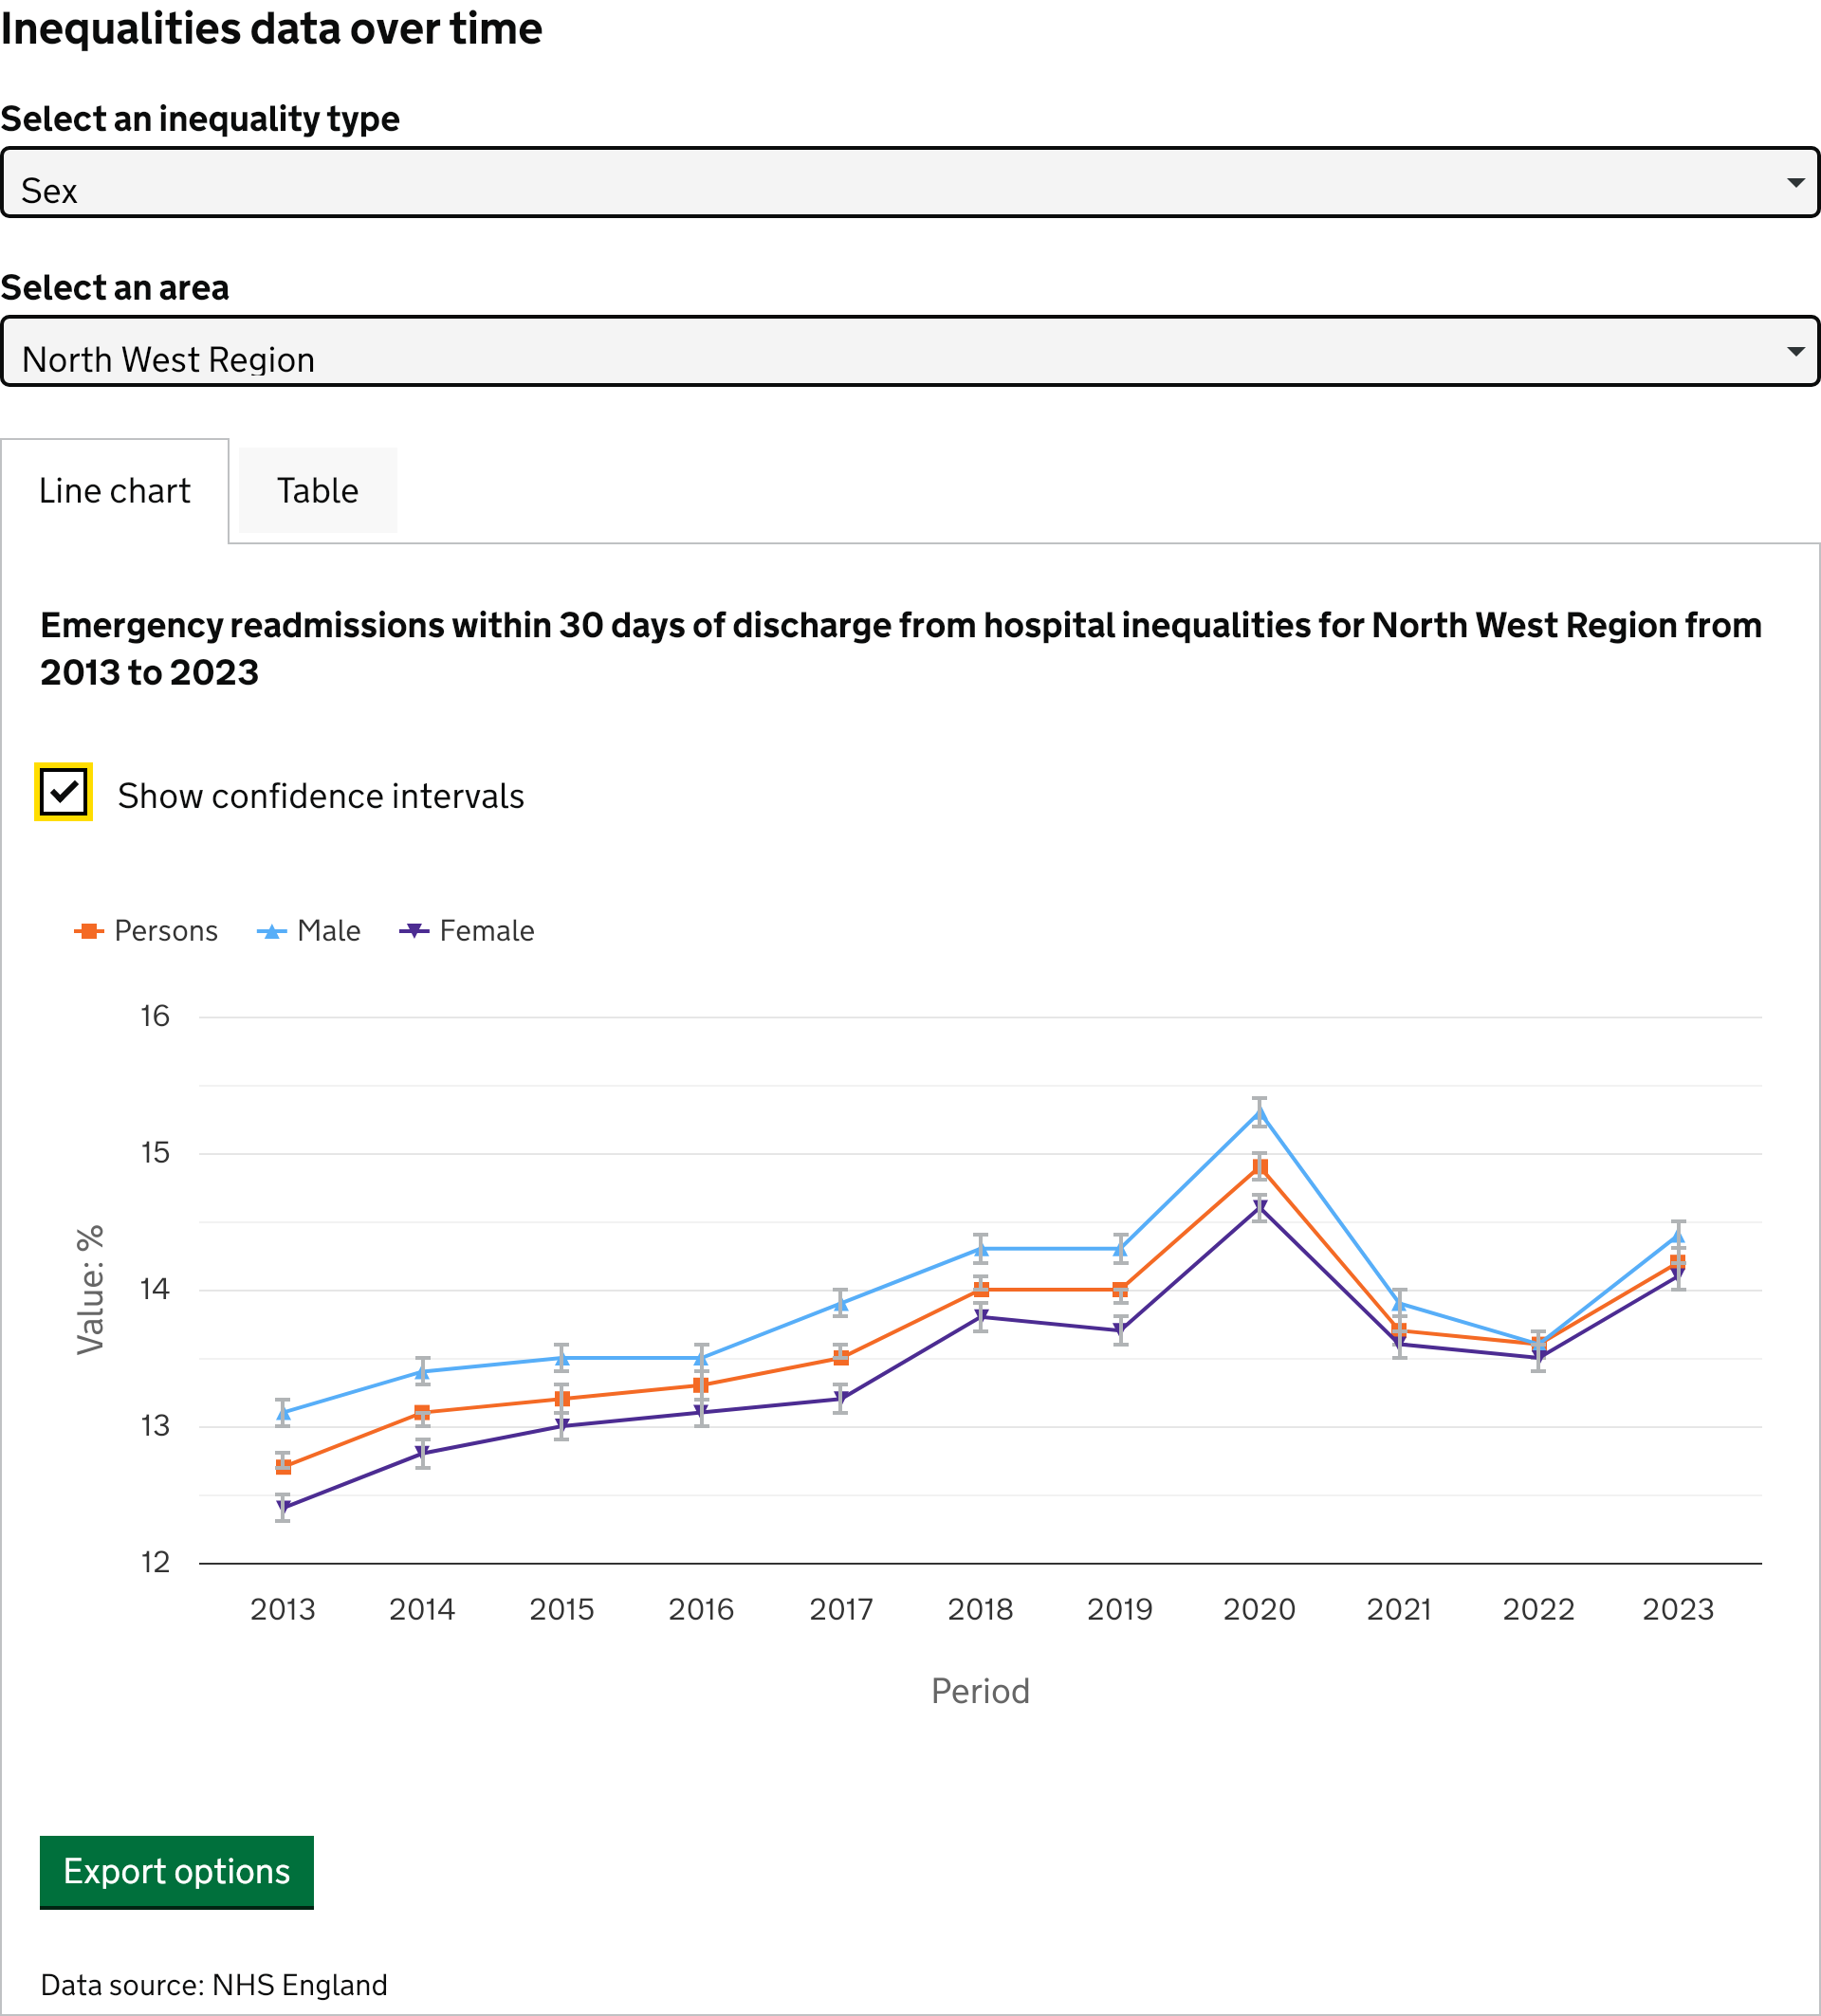 Inequalities data over time
Select an inequality type
Sex
Select an area
North West Region
Line chart
Table
Emergency readmissions within 30 days of discharge from hospital inequalities for North West Region from
2013 to 2023
Show confidence intervals
Persons
Male
Female
16
15
14
13
12
Value: %
2013
2014
2015
2016
2017
2018
2019
2020
2021
2022
2023
Period
Export options
Data source: NHS England